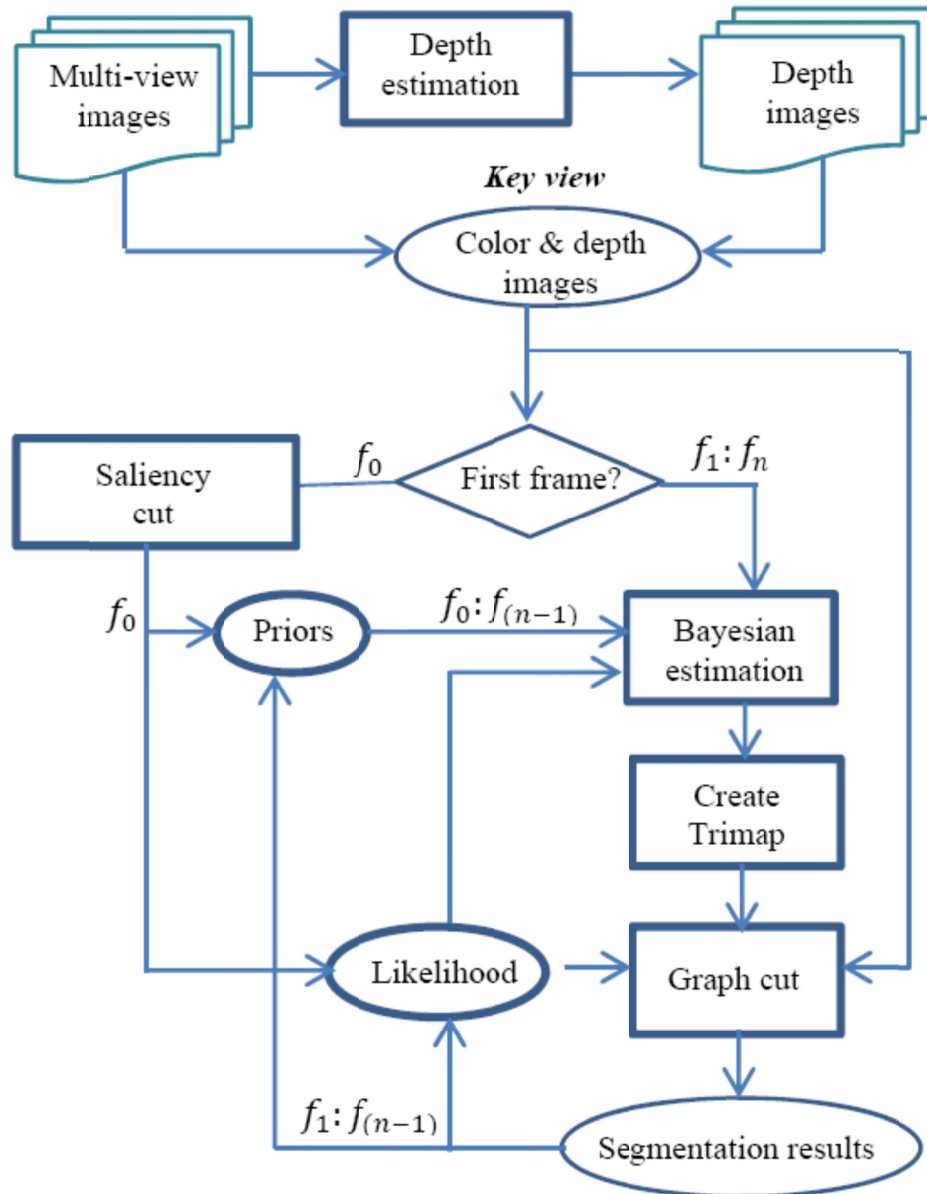 Multi-view
images
Depth
estimation
Depth
images
Key view
Color & depth
images
First frame?
f₀
f₁: fₙ
Saliency
cut
f₀
Priors
f₀: f₍ₙ₋₁₎
Bayesian
estimation
Create
Trimap
Likelihood
Graph cut
f₁: f₍ₙ₋₁₎
Segmentation results